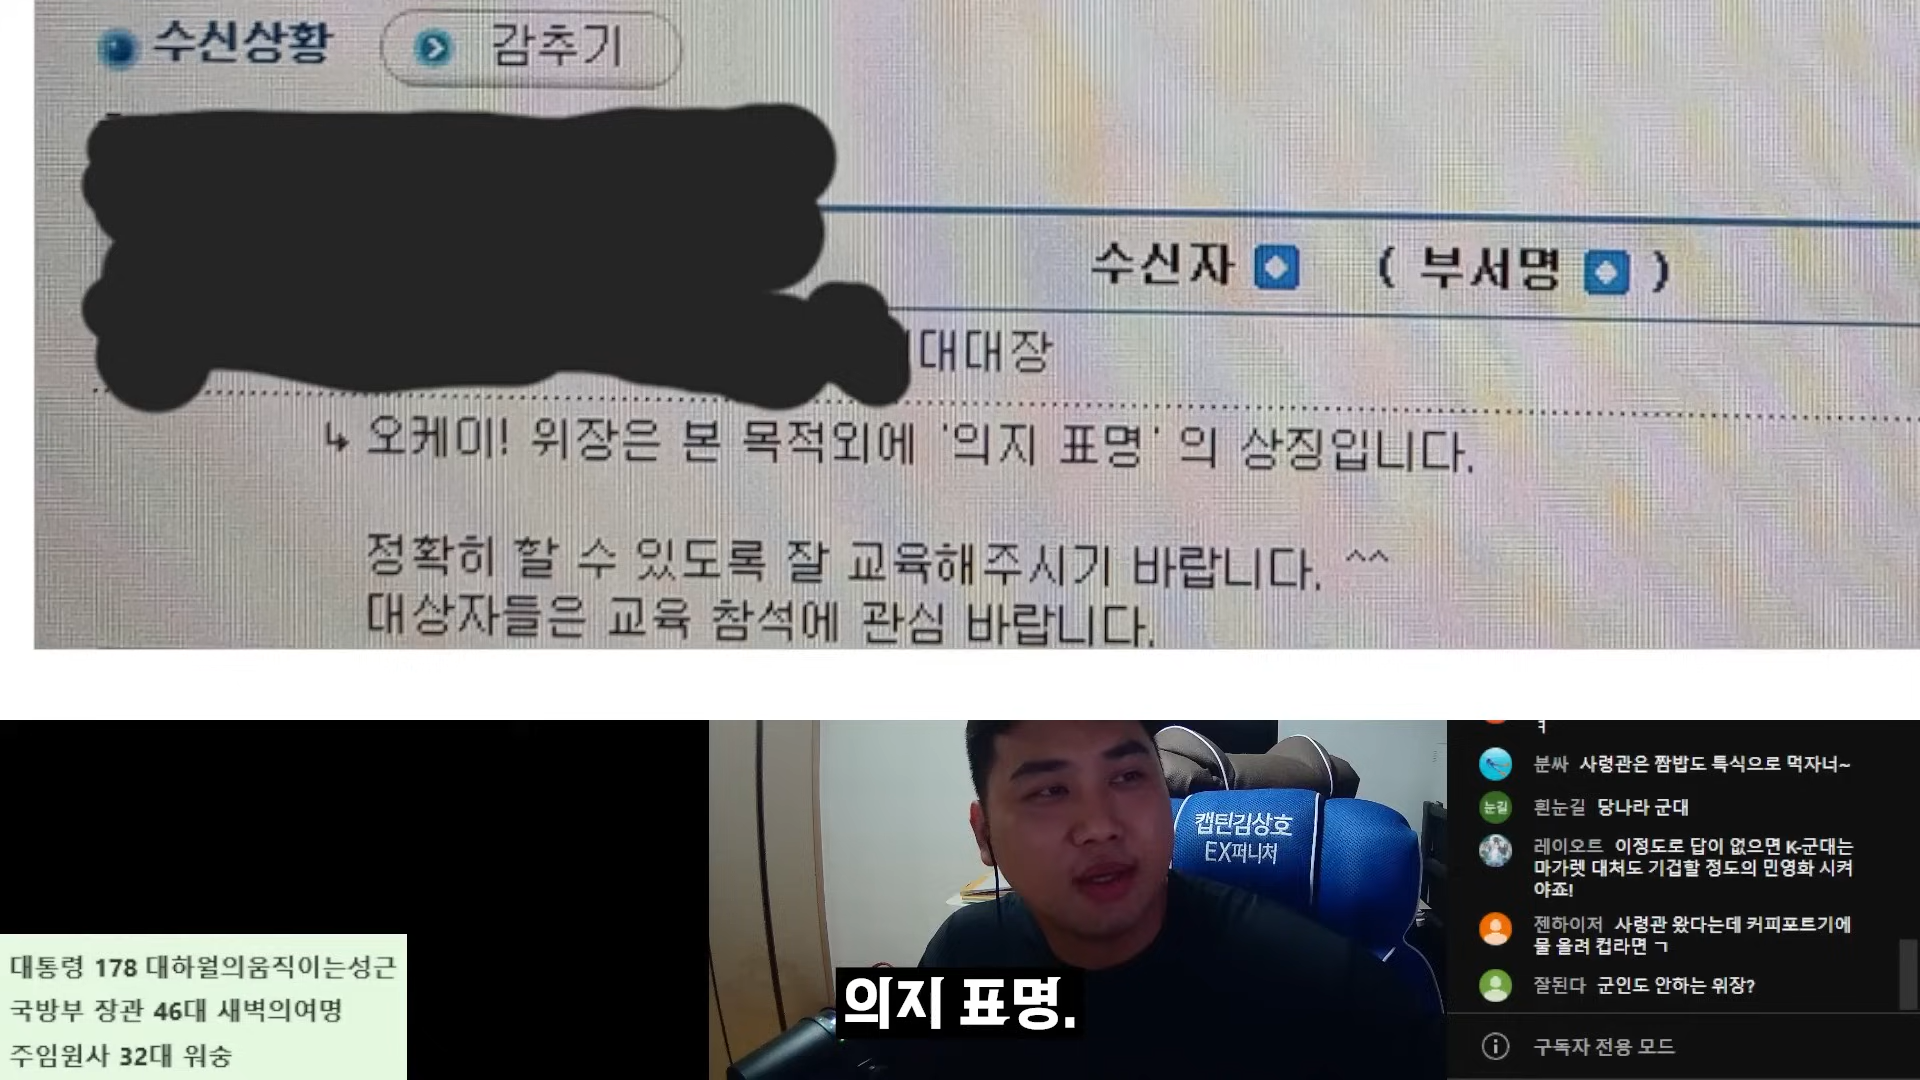 수신상황 감추기
수신자 ( 부서명 )
대대장
↳ 오케이! 위장은 본 목적외에 '의지 표명' 의 상징입니다.
정확히 할 수 있도록 잘 교육해주시기 바랍니다. ^^
대상자들은 교육 참석에 관심 바랍니다.
캡틴김상호
EX퍼니처
의지 표명.
대통령 178 대하월의움직이는성근
국방부 장관 46대 새벽의여명
주임원사 32대 워숭
분싸 사령관은 짬밥도 특식으로 먹자너~
눈길
흰눈길 당나라 군대
레이오트 이정도로 답이 없으면 K-군대는
마가렛 대처도 기겁할 정도의 민영화 시켜
야죠!
젠하이저 사령관 왔다는데 커피포트기에
물 올려 컵라면 ㄱ
잘된다 군인도 안하는 위장?
구독자 전용 모드